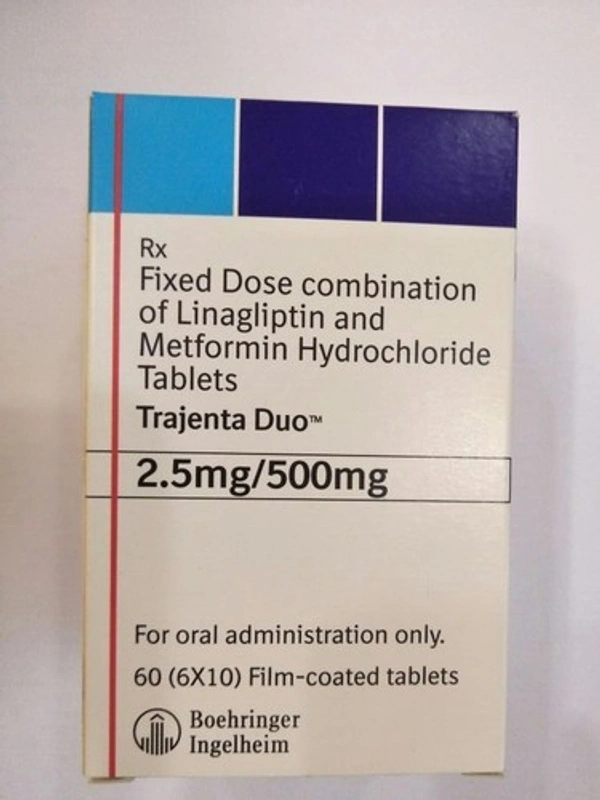 Rx
Fixed Dose combination
of Linagliptin and
Metformin Hydrochloride
Tablets
Trajenta Duo™
2.5mg/500mg
For oral administration only.
60 (6X10) Film-coated tablets
Boehringer
Ingelheim